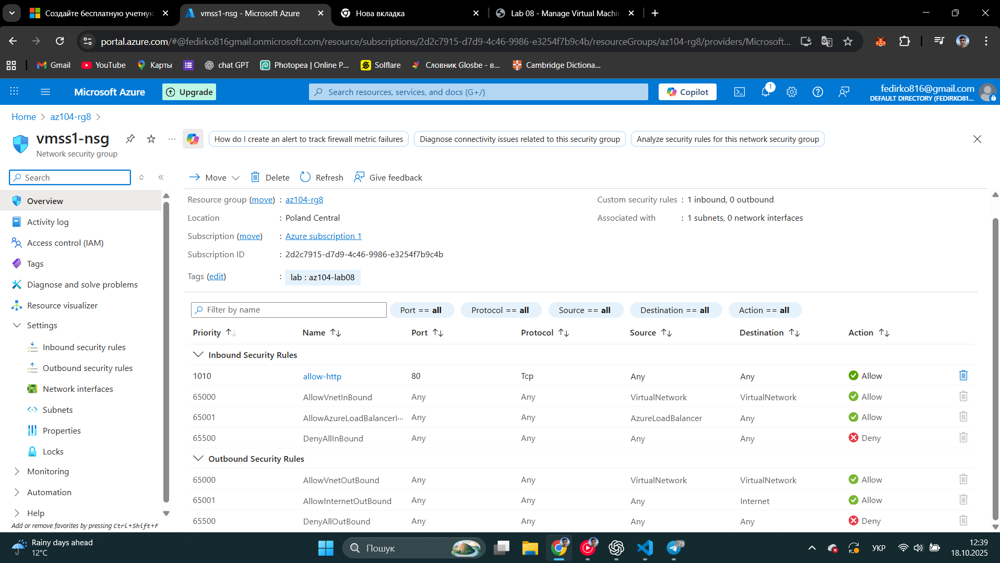 Создайте бесплатную учетную
vmss1-nsg - Microsoft Azure
Нова вкладка
Lab 08 - Manage Virtual Machin
portal.azure.com/#@fedirko816gmail.onmicrosoft.com/resource/subscriptions/2d2c7915-d7d9-4c46-9986-e3254f7b9c4b/resourceGroups/az104-rg8/providers/Microsoft...
Gmail
YouTube
Карты
chat GPT
Photopea | Online P...
Solflare
Словник Glosbe - в...
Cambridge Dictiona...
Microsoft Azure
Upgrade
Search resources, services, and docs (G+/)
Copilot
1
fedirko816@gmail.com
DEFAULT DIRECTORY (FEDIRKO81...
Home > az104-rg8 >
vmss1-nsg
Network security group
How do I create an alert to track firewall metric failures
Diagnose connectivity issues related to this security group
Analyze security rules for this network security group
Search
Move
Delete
Refresh
Give feedback
Overview
Activity log
Access control (IAM)
Tags
Diagnose and solve problems
Resource visualizer
Settings
Inbound security rules
Outbound security rules
Network interfaces
Subnets
Properties
Locks
Monitoring
Automation
Help
Add or remove favorites by pressing Ctrl+Shift+F
Resource group (move) : az104-rg8
Location : Poland Central
Subscription (move) : Azure subscription 1
Subscription ID : 2d2c7915-d7d9-4c46-9986-e3254f7b9c4b
Tags (edit) : lab : az104-lab08
Custom security rules : 1 inbound, 0 outbound
Associated with : 1 subnets, 0 network interfaces
Filter by name
Port == all
Protocol == all
Source == all
Destination == all
Action == all
Priority Name Port Protocol Source Destination Action
Inbound Security Rules
1010 allow-http 80 Tcp Any Any Allow
65000 AllowVnetInBound Any Any VirtualNetwork VirtualNetwork Allow
65001 AllowAzureLoadBalancerI... Any Any AzureLoadBalancer Any Allow
65500 DenyAllInBound Any Any Any Any Deny
Outbound Security Rules
65000 AllowVnetOutBound Any Any VirtualNetwork VirtualNetwork Allow
65001 AllowInternetOutBound Any Any Any Internet Allow
65500 DenyAllOutBound Any Any Any Any Deny
Rainy days ahead
12°C
Пошук
79
УКР
12:39
18.10.2025